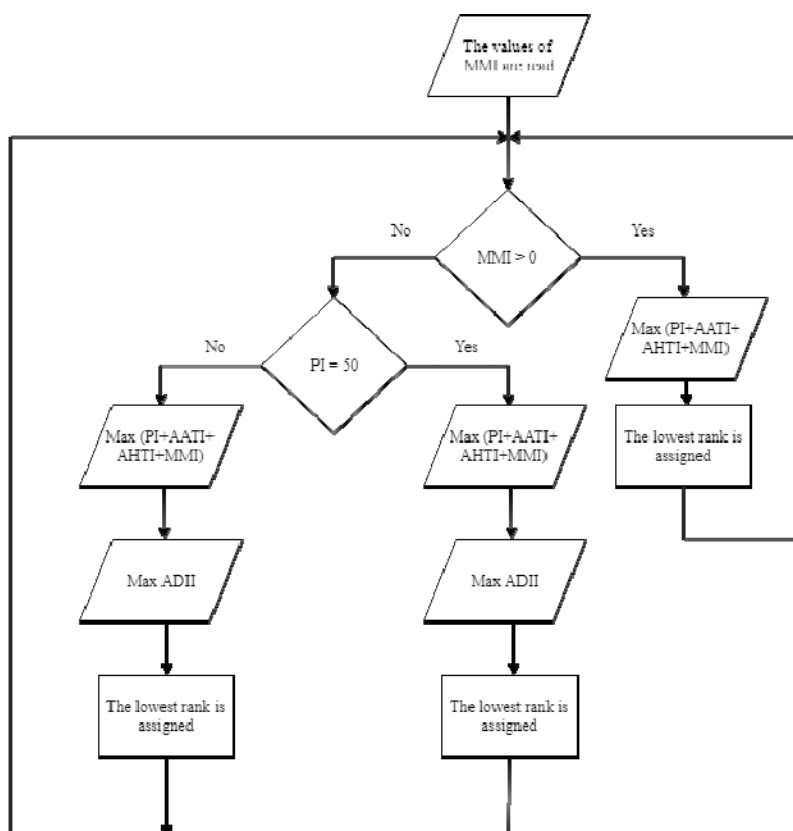 The values of
MMI are read
No
Yes
MMI > 0
Max (PI+AATI+
AHTI+MMI)
No
Yes
PI = 50
Max (PI+AATI+
AHTI+MMI)
Max (PI+AATI+
AHTI+MMI)
The lowest rank is
assigned
Max ADII
Max ADII
The lowest rank is
assigned
The lowest rank is
assigned